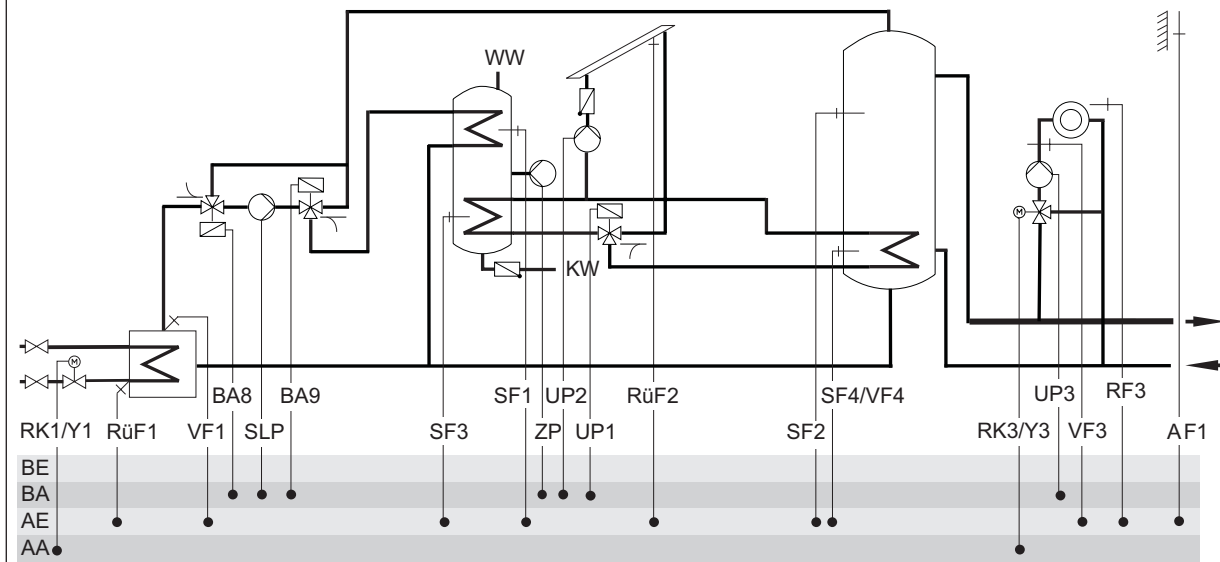 WW
KW
M
M
BA8 BA9 SF1 UP2 RüF2 SF4/VF4 UP3 RF3
RK1/Y1 RüF1 VF1 SLP SF3 ZP UP1 SF2 RK3/Y3 VF3 AF1
BE
BA
AE
AA